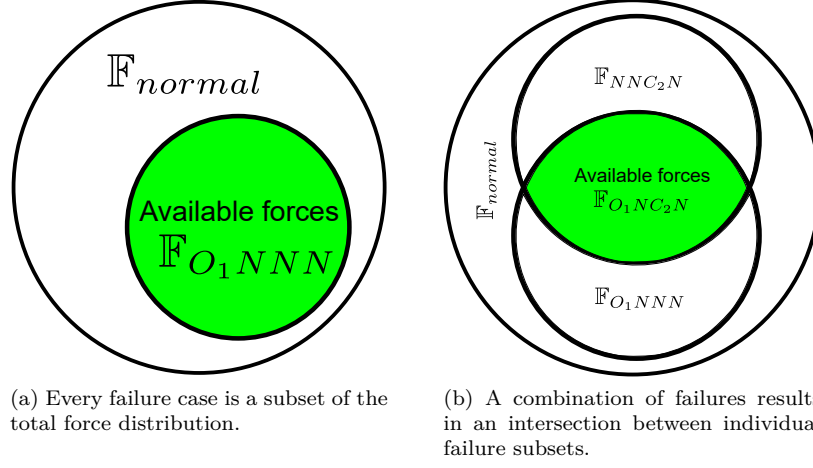 𝔽normal
Available forces
𝔽O₁NNN
(a) Every failure case is a subset of the
total force distribution.
𝔽NNC₂N
𝔽normal
Available forces
𝔽O₁NC₂N
𝔽O₁NNN
(b) A combination of failures result
in an intersection between individua
failure subsets.